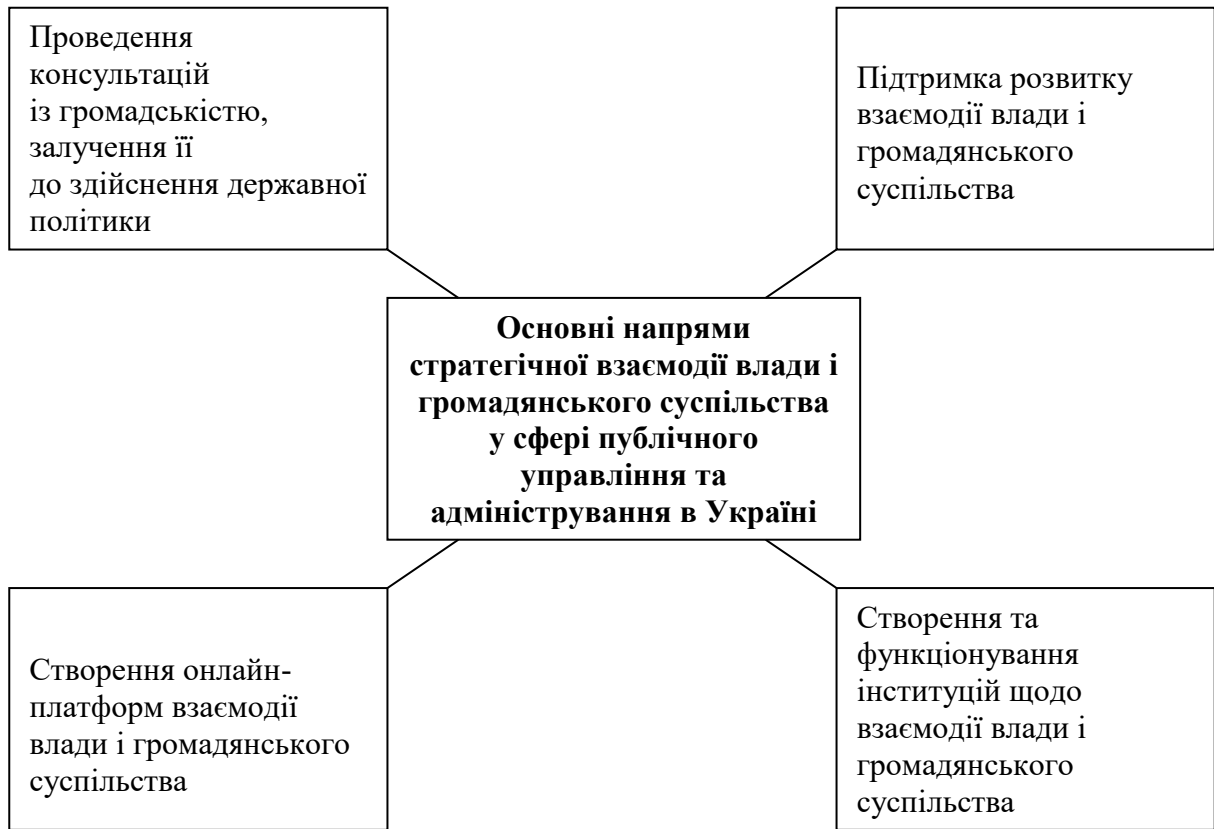 Проведення
консультацій
із громадськістю,
залучення її
до здійснення державної
політики
Підтримка розвитку
взаємодії влади і
громадянського
суспільства
Основні напрями
стратегічної взаємодії влади і
громадянського суспільства
у сфері публічного
управління та
адміністрування в Україні
Створення онлайн-
платформ взаємодії
влади і громадянського
суспільства
Створення та
функціонування
інституцій щодо
взаємодії влади і
громадянського
суспільства